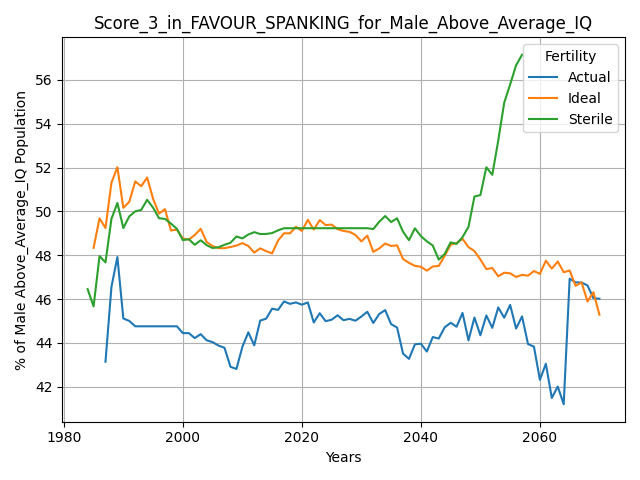 Score_3_in_FAVOUR_SPANKING_for_Male_Above_Average_IQ
% of Male Above_Average_IQ Population
56
54
52
50
48
46
44
42
Fertility
Actual
Ideal
Sterile
1980 2000 2020 2040 2060
Years